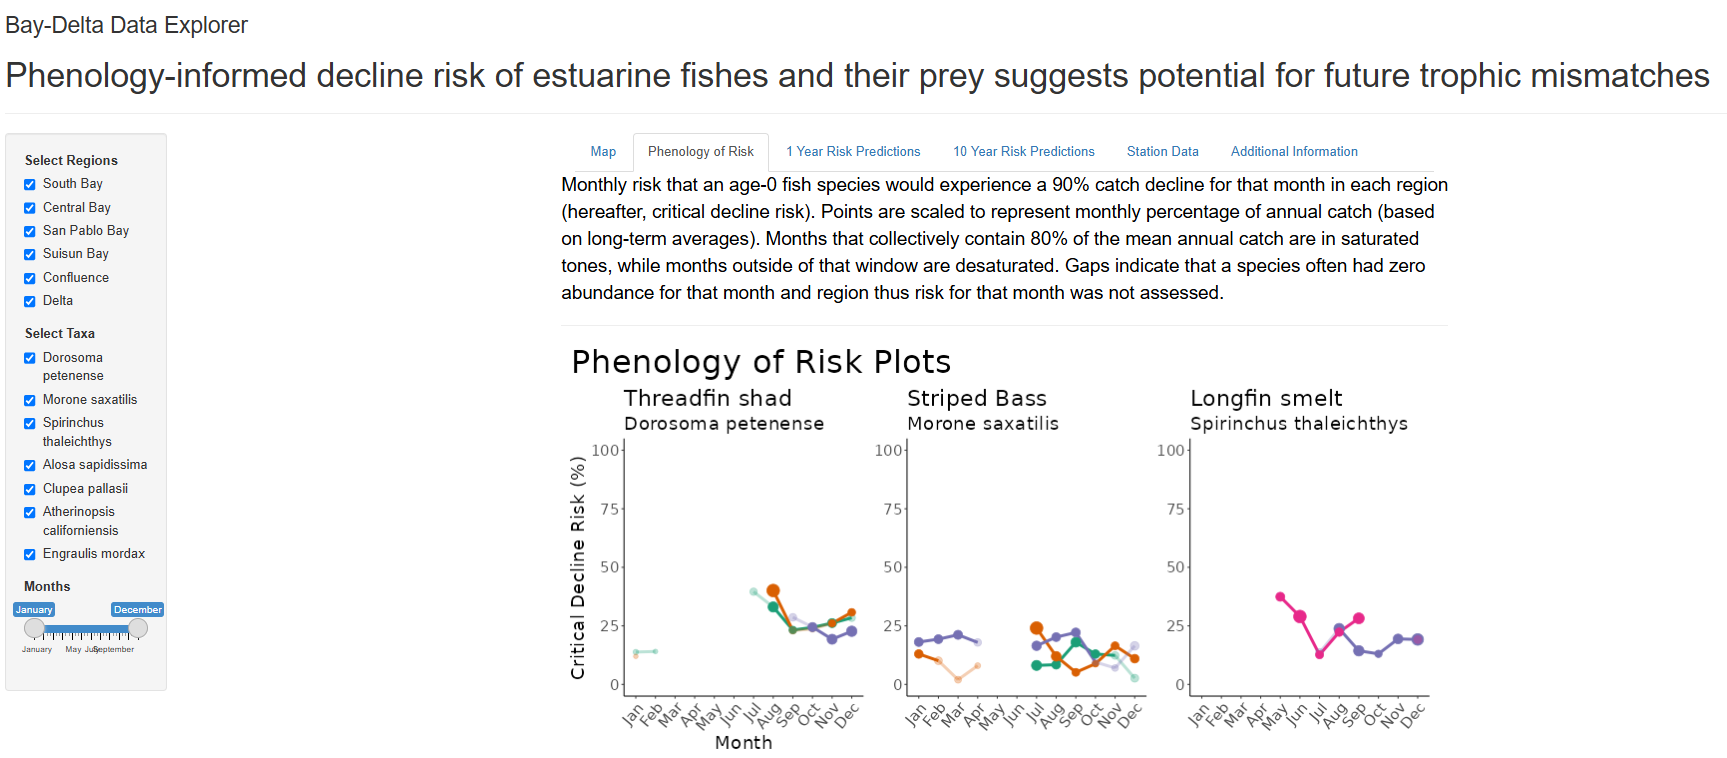 Bay-Delta Data Explorer
Phenology-informed decline risk of estuarine fishes and their prey suggests potential for future trophic mismatches
Select Regions
South Bay
Central Bay
San Pablo Bay
Suisun Bay
Confluence
Delta
Select Taxa
Dorosoma
petenense
Morone saxatilis
Spirinchus
thaleichthys
Alosa sapidissima
Clupea pallasii
Atherinopsis
californiensis
Engraulis mordax
Months
January December
January May July September
Map Phenology of Risk 1 Year Risk Predictions 10 Year Risk Predictions Station Data Additional Information
Monthly risk that an age-0 fish species would experience a 90% catch decline for that month in each region
(hereafter, critical decline risk). Points are scaled to represent monthly percentage of annual catch (based
on long-term averages). Months that collectively contain 80% of the mean annual catch are in saturated
tones, while months outside of that window are desaturated. Gaps indicate that a species often had zero
abundance for that month and region thus risk for that month was not assessed.
Phenology of Risk Plots
Threadfin shad
Dorosoma petenense
Critical Decline Risk (%)
100
75
50
25
0
Jan Feb Mar Apr May Jun Jul Aug Sep Oct Nov Dec
Month
Striped Bass
Morone saxatilis
100
75
50
25
0
Jan Feb Mar Apr May Jun Jul Aug Sep Oct Nov Dec
Longfin smelt
Spirinchus thaleichthys
100
75
50
25
0
Jan Feb Mar Apr May Jun Jul Aug Sep Oct Nov Dec